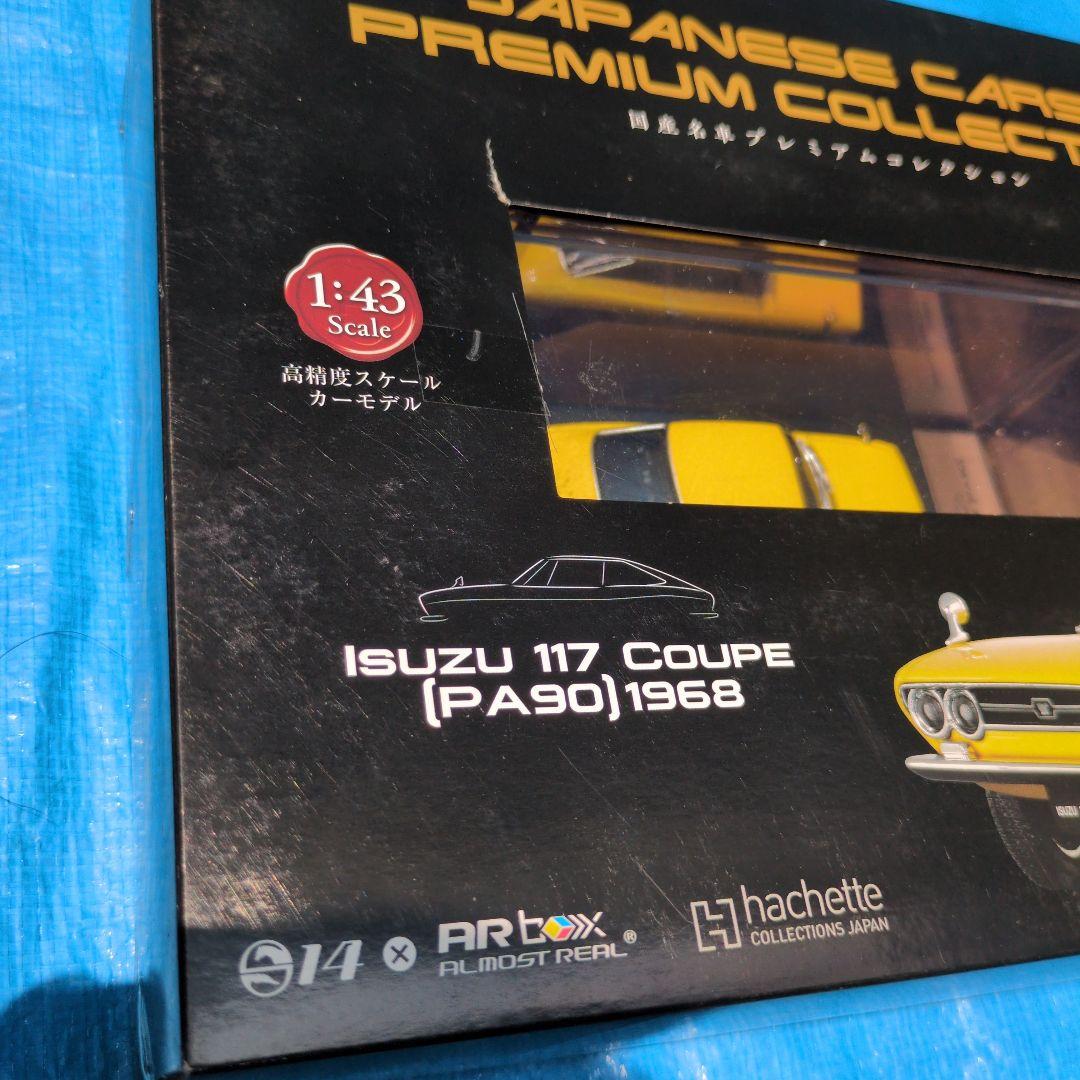 JAPANESE CARS
PREMIUM COLLECT
国産名車プレミアムコレクション
1:43
Scale
高精度スケール
カーモデル
ISUZU 117 COUPE
(PA90) 1968
14 × ARbox®
ALMOST REAL
hachette
COLLECTIONS JAPAN
ISUZU